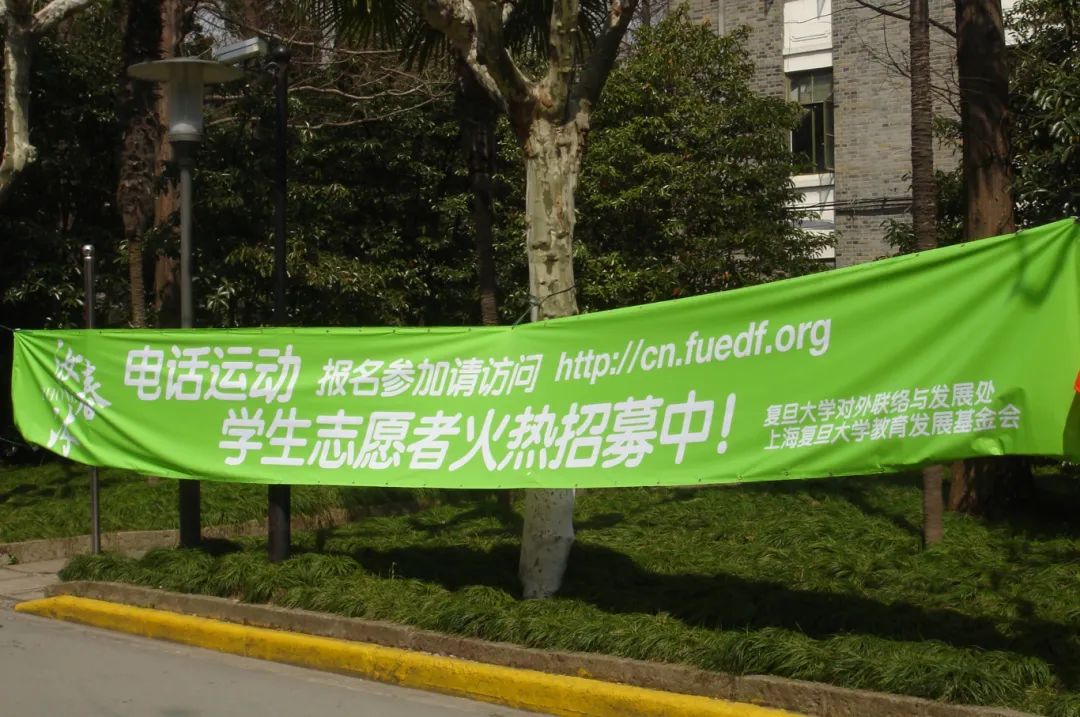 电话运动 报名参加请访问 http://cn.fuedf.org
学生志愿者火热招募中!
复旦大学对外联络与发展处
上海复旦大学教育发展基金会